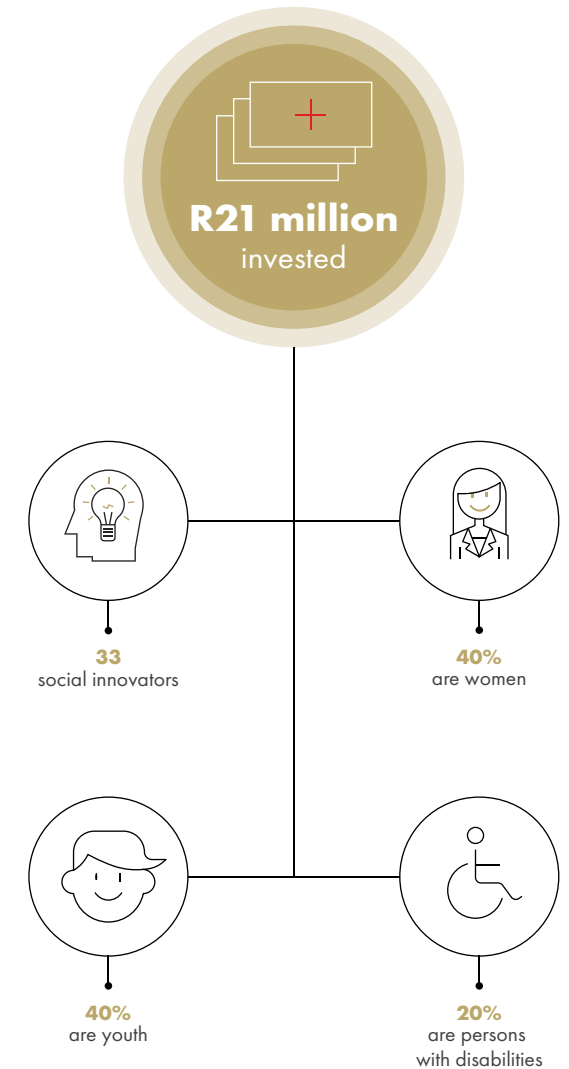 R21 million
invested
33
social innovators
40%
are women
40%
are youth
20%
are persons
with disabilities